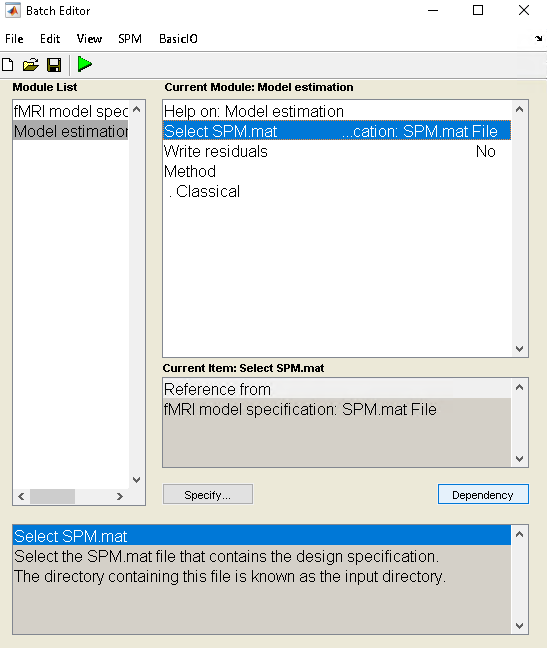 Batch Editor
File Edit View SPM BasicIO
Module List
fMRI model spec
Model estimation
Current Module: Model estimation
Help on: Model estimation
Select SPM.mat ...cation: SPM.mat File
Write residuals No
Method
. Classical
Current Item: Select SPM.mat
Reference from
fMRI model specification: SPM.mat File
Specify... Dependency
Select SPM.mat
Select the SPM.mat file that contains the design specification.
The directory containing this file is known as the input directory.